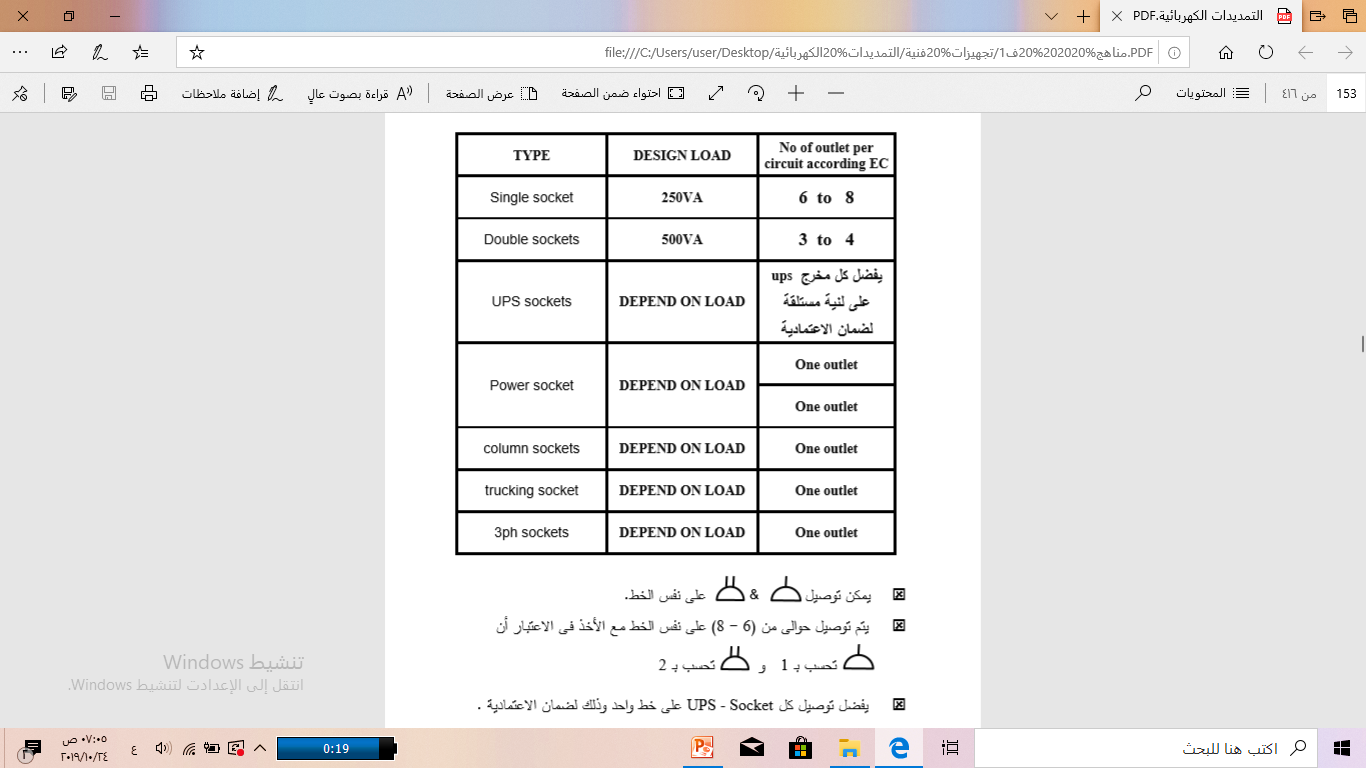 التمديدات الكهربائية.PDF
file:///C:/Users/user/Desktop/مناهج%202020%20ف1/تجهيزات%20فنية/التمديدات%20الكهربائية.PDF
153 من ٤١٦
المحتويات
احتواء ضمن الصفحة
عرض الصفحة
قراءة بصوت عالٍ
إضافة ملاحظات
TYPE DESIGN LOAD No of outlet per
circuit according EC
Single socket 250VA 6 to 8
Double sockets 500VA 3 to 4
UPS sockets DEPEND ON LOAD يفضل كل مخرج ups
على لنية مستلقة
لضمان الاعتمادية
Power socket DEPEND ON LOAD One outlet
One outlet
column sockets DEPEND ON LOAD One outlet
trucking socket DEPEND ON LOAD One outlet
3ph sockets DEPEND ON LOAD One outlet
يمكن توصيل & على نفس الخط.
يتم توصيل حوالى من (6 – 8) على نفس الخط مع الأخذ فى الاعتبار أن
تحسب بـ 1 و تحسب بـ 2
يفضل توصيل كل UPS - Socket على خط واحد وذلك لضمان الاعتمادية .
تنشيط Windows
انتقل إلى الإعدادات لتنشيط Windows.
اكتب هنا للبحث
0:19
ع
٠٧:٠٥ ص
٢٠١٩/١٠/٢٤
٢